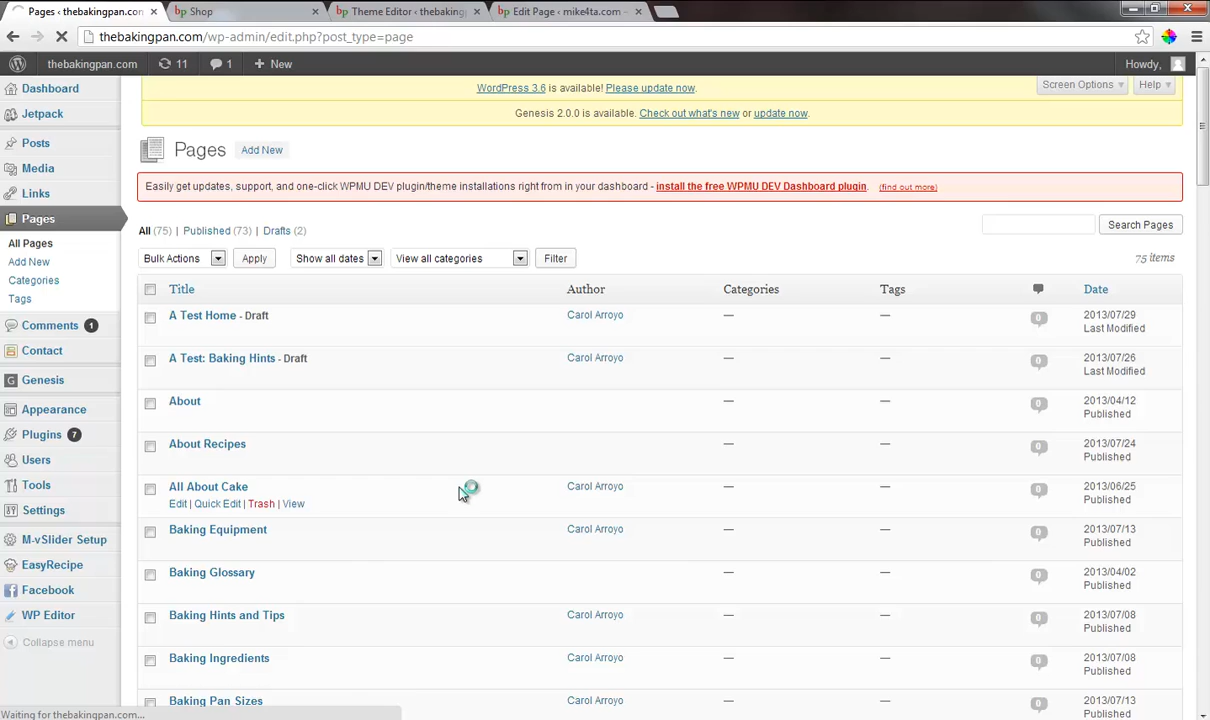 Pages ‹ thebakingpan.com ×
bp Shop ×
bp Theme Editor ‹ thebakingp ×
bp Edit Page ‹ mike4ta.com — ×
thebakingpan.com/wp-admin/edit.php?post_type=page
thebakingpan.com 11 1 + New Howdy,
WordPress 3.6 is available! Please update now.
Genesis 2.0.0 is available. Check out what's new or update now.
Screen Options Help
Dashboard
Jetpack
Posts
Media
Links
Pages
All Pages
Add New
Categories
Tags
Comments 1
Contact
Genesis
Appearance
Plugins 7
Users
Tools
Settings
M-vSlider Setup
EasyRecipe
Facebook
WP Editor
Collapse menu
Pages Add New
Easily get updates, support, and one-click WPMU DEV plugin/theme installations right from in your dashboard - install the free WPMU DEV Dashboard plugin. (find out more)
All (75) | Published (73) | Drafts (2)
Search Pages
Bulk Actions Apply Show all dates View all categories Filter 75 items
Title Author Categories Tags Date
A Test Home - Draft Carol Arroyo — — 0 2013/07/29
Last Modified
A Test: Baking Hints - Draft Carol Arroyo — — 0 2013/07/26
Last Modified
About Carol Arroyo — — 0 2013/04/12
Published
About Recipes Carol Arroyo — — 0 2013/07/24
Published
All About Cake Carol Arroyo — — 0 2013/06/25
Edit | Quick Edit | Trash | View Published
Baking Equipment Carol Arroyo — — 0 2013/07/13
Published
Baking Glossary — — 0 2013/04/02
Published
Baking Hints and Tips Carol Arroyo — — 0 2013/07/08
Published
Baking Ingredients Carol Arroyo — — 0 2013/07/08
Published
Baking Pan Sizes Carol Arroyo — — 0 2013/07/13
Published
Waiting for thebakingpan.com...